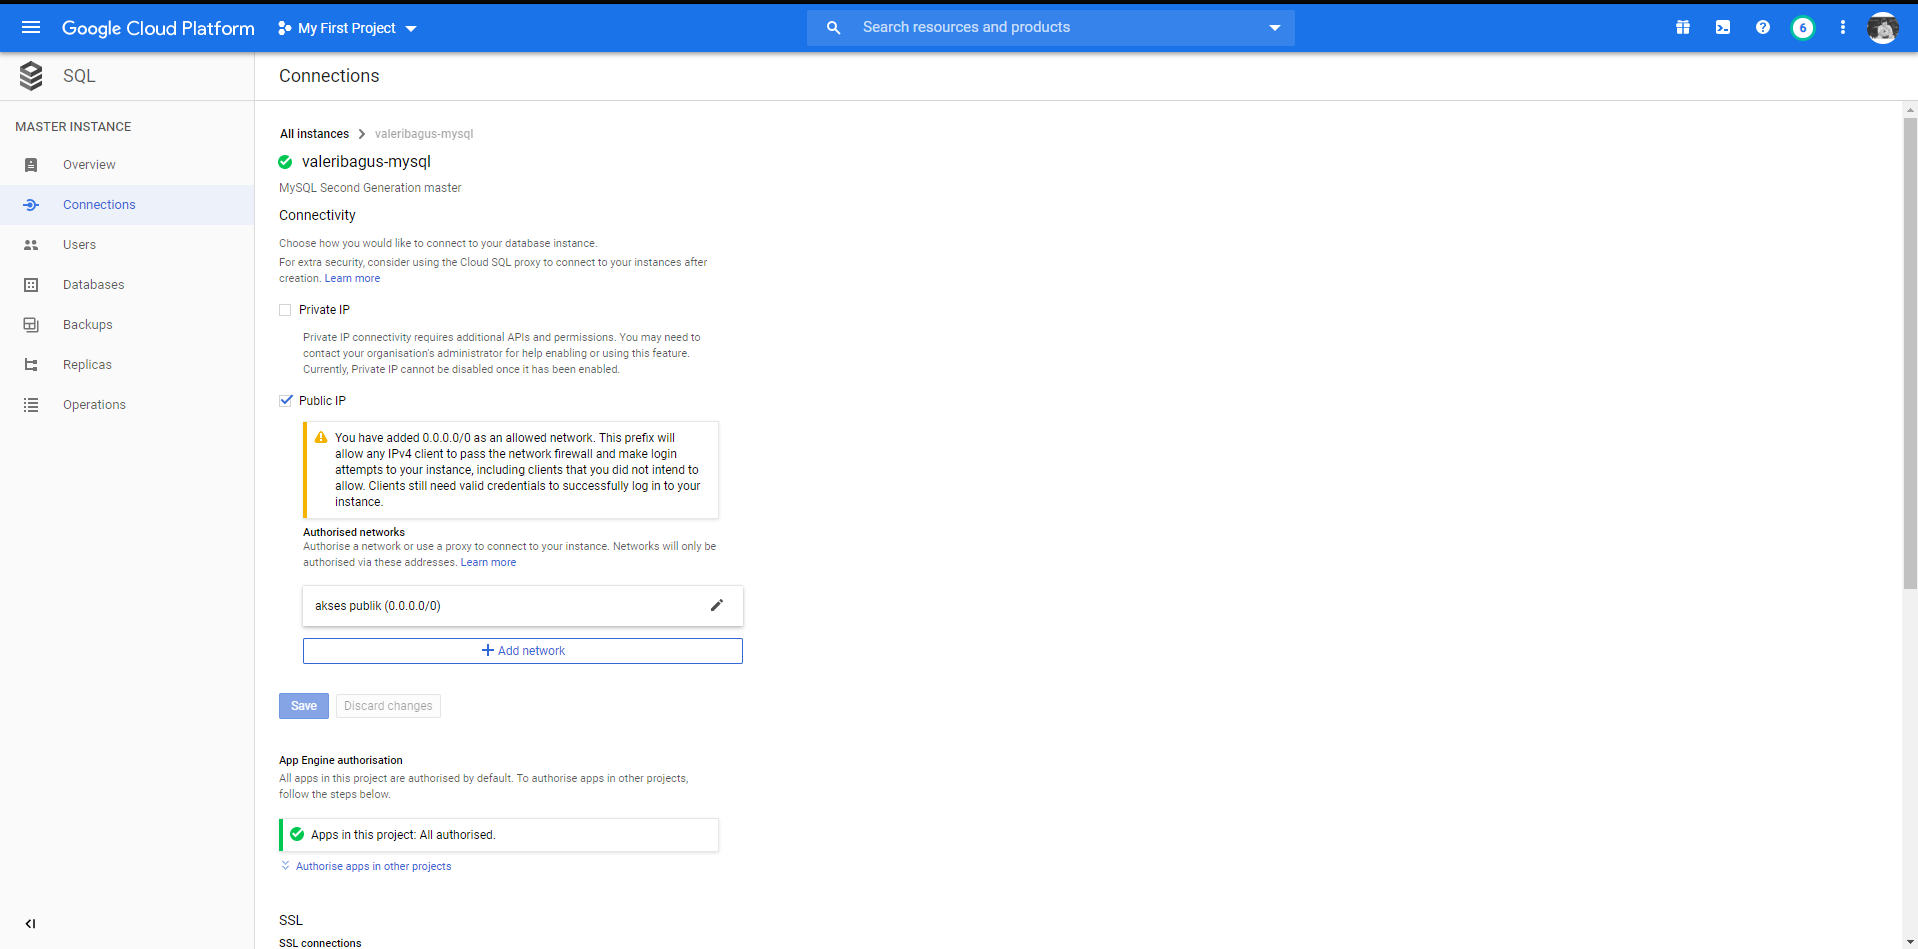 Google Cloud Platform
My First Project
Search resources and products
6
SQL
Connections
MASTER INSTANCE
Overview
Connections
Users
Databases
Backups
Replicas
Operations
All instances
valeribagus-mysql
valeribagus-mysql
MySQL Second Generation master
Connectivity
Choose how you would like to connect to your database instance.
For extra security, consider using the Cloud SQL proxy to connect to your instances after
creation. Learn more
Private IP
Private IP connectivity requires additional APIs and permissions. You may need to
contact your organisation's administrator for help enabling or using this feature.
Currently, Private IP cannot be disabled once it has been enabled.
Public IP
You have added 0.0.0.0/0 as an allowed network. This prefix will
allow any IPv4 client to pass the network firewall and make login
attempts to your instance, including clients that you did not intend to
allow. Clients still need valid credentials to successfully log in to your
instance.
Authorised networks
Authorise a network or use a proxy to connect to your instance. Networks will only be
authorised via these addresses. Learn more
akses publik (0.0.0.0/0)
Add network
Save
Discard changes
App Engine authorisation
All apps in this project are authorised by default. To authorise apps in other projects,
follow the steps below.
Apps in this project: All authorised.
Authorise apps in other projects
SSL
SSL connections